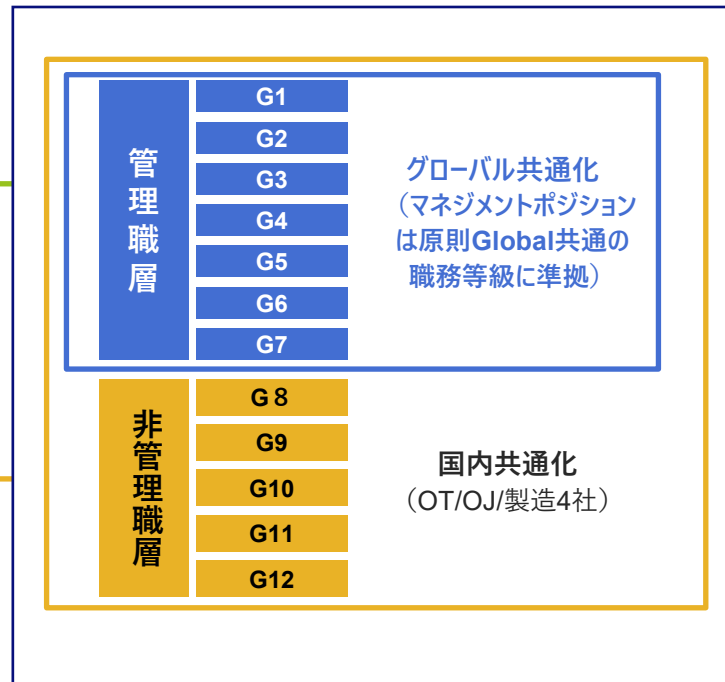 管理職層
G1
G2
G3
G4
G5
G6
G7
グローバル共通化
（マネジメントポジション
は原則Global共通の
職務等級に準拠）
非管理職層
G８
G9
G10
G11
G12
国内共通化
（OT/OJ/製造4社）